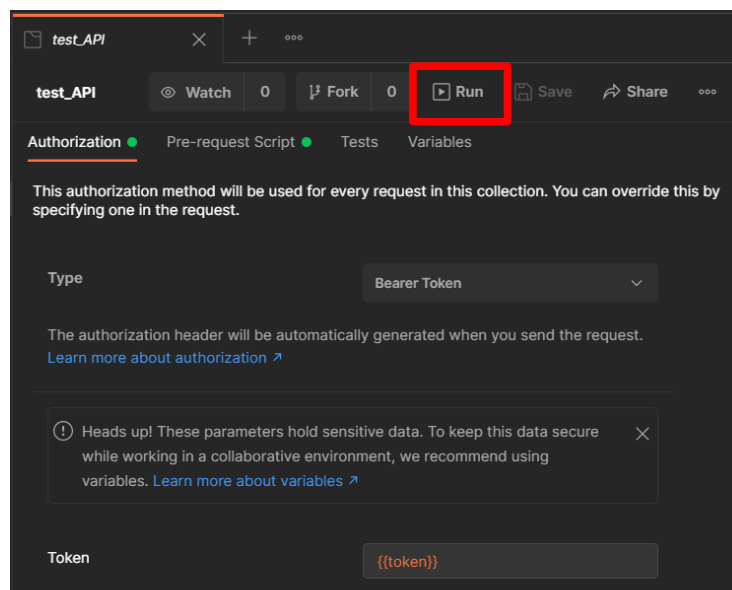 test_API
test_API Watch 0 Fork 0 Run Save Share
Authorization Pre-request Script Tests Variables
This authorization method will be used for every request in this collection. You can override this by
specifying one in the request.
Type Bearer Token
The authorization header will be automatically generated when you send the request.
Learn more about authorization ↗
Heads up! These parameters hold sensitive data. To keep this data secure
while working in a collaborative environment, we recommend using
variables. Learn more about variables ↗
Token {{token}}